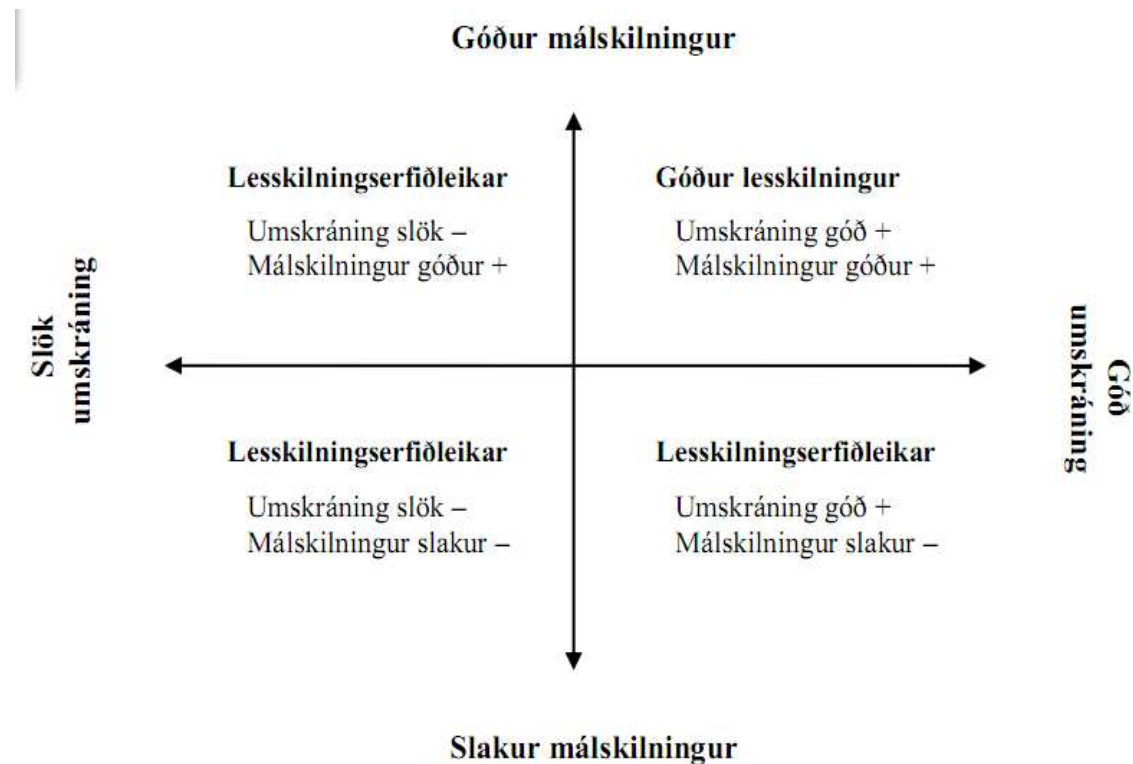 Góður málskilningur
Lesskilningserfiðleikar
Umskráning slök –
Málskilningur góður +
Góður lesskilningur
Umskráning góð +
Málskilningur góður +
Slök
umskráning
Góð
umskráning
Lesskilningserfiðleikar
Umskráning slök –
Málskilningur slakur –
Lesskilningserfiðleikar
Umskráning góð +
Málskilningur slakur –
Slakur málskilningur